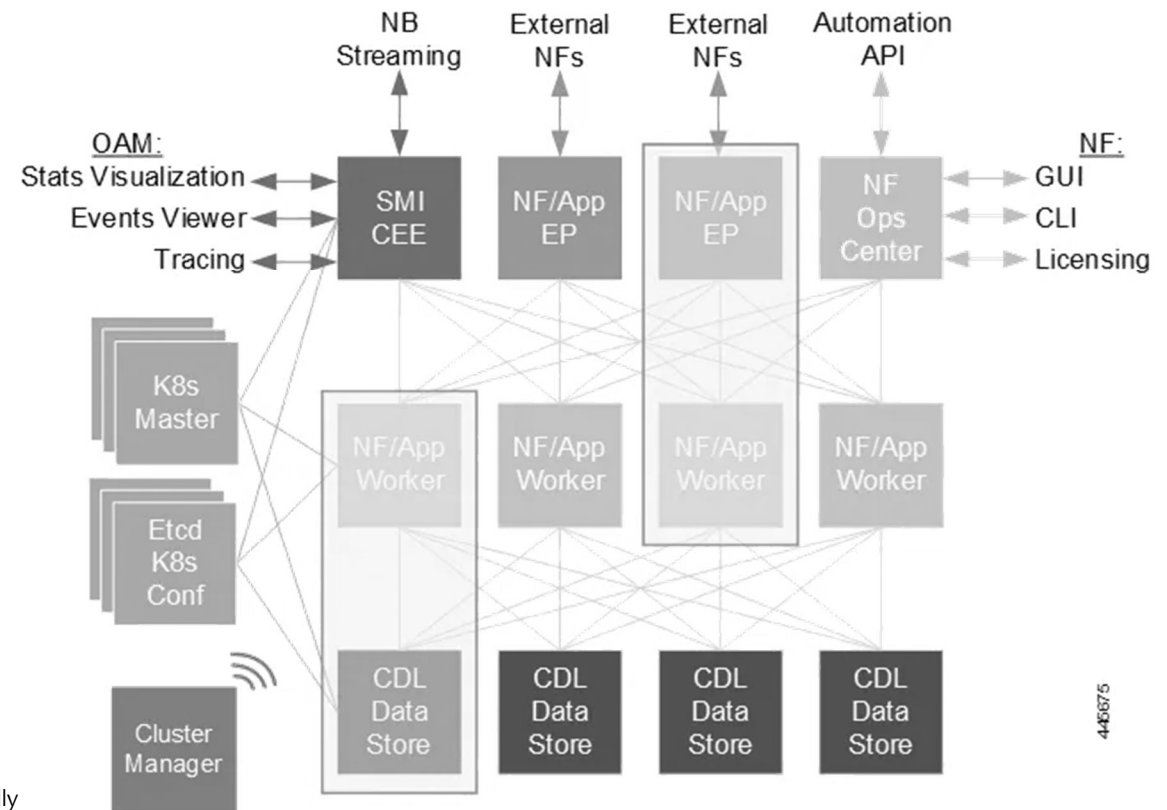 NB
Streaming
External
NFs
External
NFs
Automation
API
OAM:
Stats Visualization
Events Viewer
Tracing
SMI
CEE
NF/App
EP
NF/App
EP
NF
Ops
Center
NF:
GUI
CLI
Licensing
K8s
Master
NF/App
Worker
NF/App
Worker
NF/App
Worker
NF/App
Worker
Etcd
K8s
Conf
Cluster
Manager
CDL
Data
Store
CDL
Data
Store
CDL
Data
Store
CDL
Data
Store
445675
ly